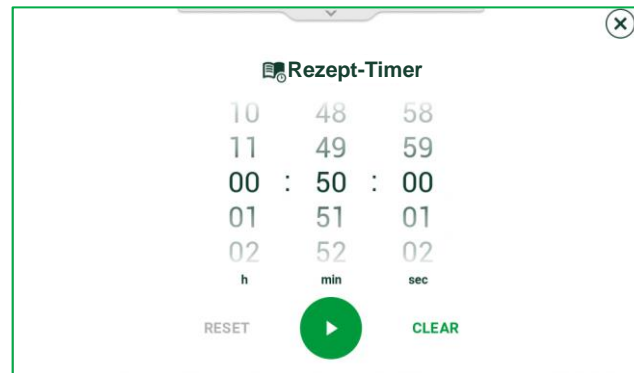 Rezept-Timer
10 48 58
11 49 59
00 : 50 : 00
01 51 01
02 52 02
h min sec
RESET CLEAR